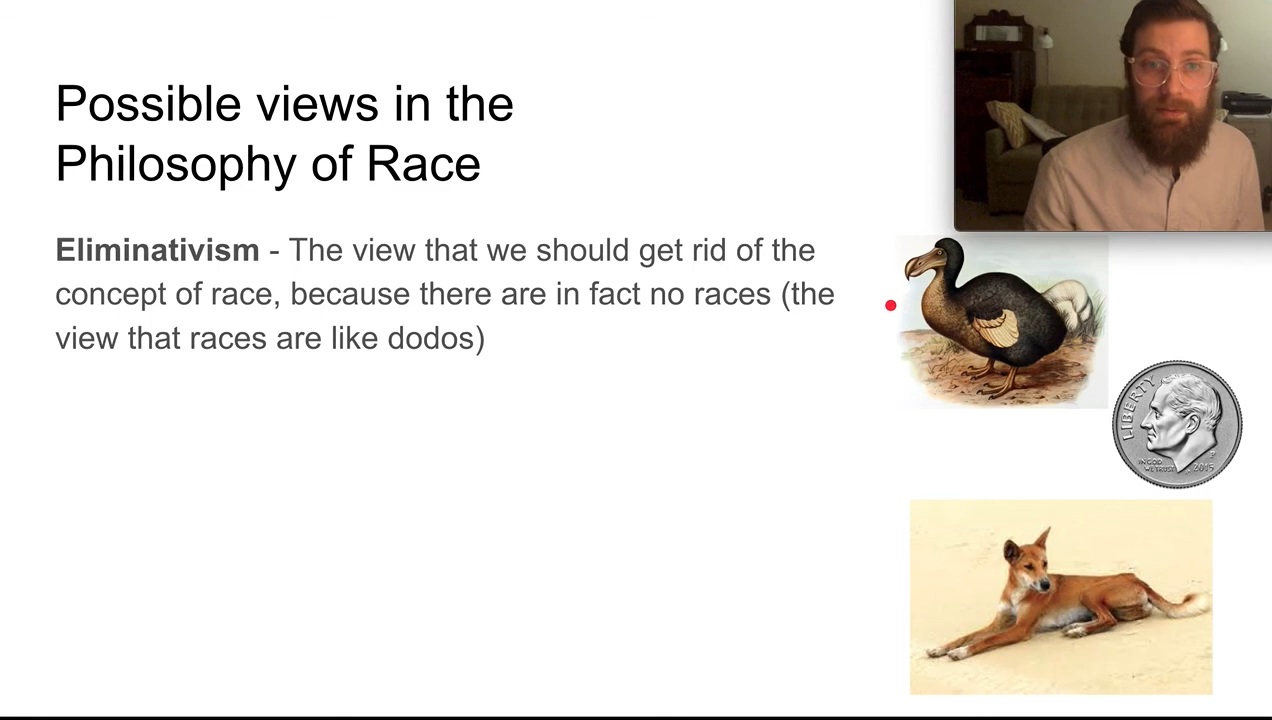 Possible views in the
Philosophy of Race
Eliminativism - The view that we should get rid of the
concept of race, because there are in fact no races (the
view that races are like dodos)
LIBERTY
IN GOD
WE TRUST
P
2015